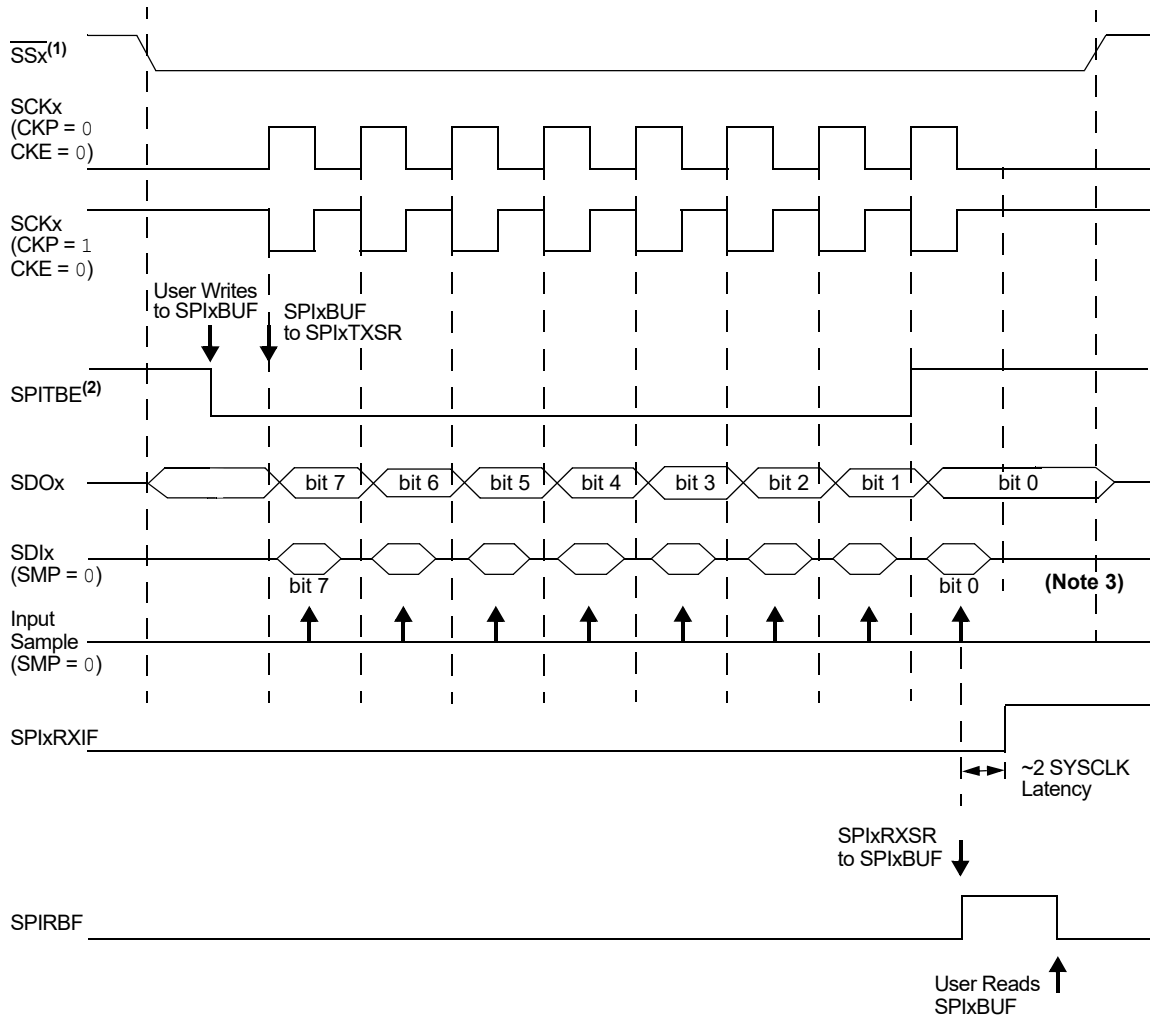 SSx(1)
SCKx
(CKP = 0
CKE = 0)
SCKx
(CKP = 1
CKE = 0)
User Writes
to SPIxBUF
SPIxBUF
to SPIxTXSR
SPITBE(2)
SDOx
bit 7
bit 6
bit 5
bit 4
bit 3
bit 2
bit 1
bit 0
SDIx
(SMP = 0)
bit 7
bit 0
(Note 3)
Input
Sample
(SMP = 0)
SPIxRXIF
~2 SYSCLK
Latency
SPIxRXSR
to SPIxBUF
SPIRBF
User Reads
SPIxBUF